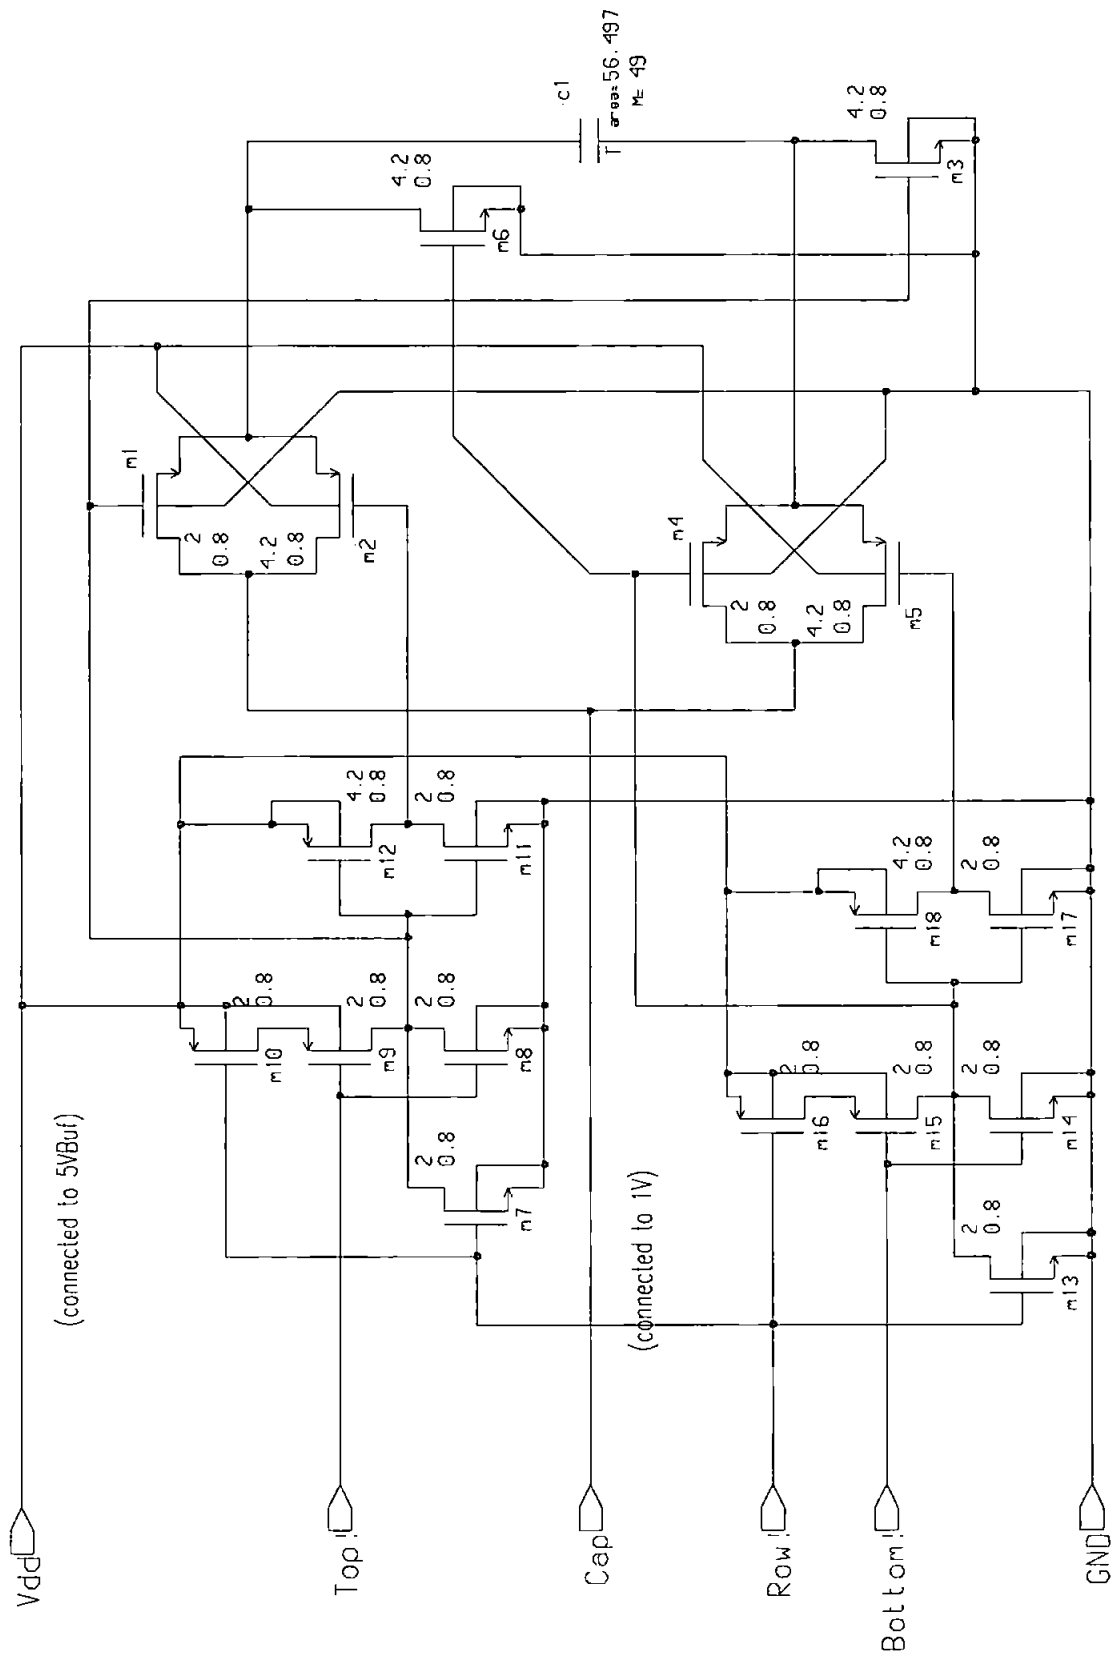 Vdd
(connected to 5VBuf)
m1
2
0.8
4.2
0.8
m2
2
0.8
m10
2
0.8
m9
2
0.8
m8
4.2
0.8
m12
2
0.8
m11
Top!
2
0.8
m7
4.2
0.8
m6
c1
area=56.497
M= 49
T
Cap
(connected to 1V)
m4
2
0.8
4.2
0.8
m5
4.2
0.8
m3
Row!
2
0.8
m16
2
0.8
m15
2
0.8
m14
4.2
0.8
m18
2
0.8
m17
Bottom!
2
0.8
m13
GND